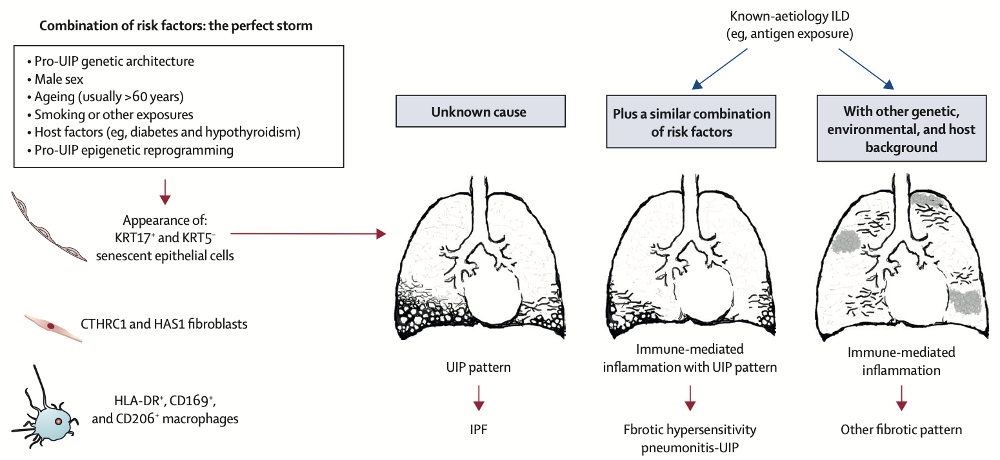 Combination of risk factors: the perfect storm
• Pro-UIP genetic architecture
• Male sex
• Ageing (usually >60 years)
• Smoking or other exposures
• Host factors (eg, diabetes and hypothyroidism)
• Pro-UIP epigenetic reprogramming
Appearance of:
KRT17⁺ and KRT5⁻
senescent epithelial cells
CTHRC1 and HAS1 fibroblasts
HLA-DR⁺, CD169⁺,
and CD206⁺ macrophages
Unknown cause
UIP pattern
IPF
Known-aetiology ILD
(eg, antigen exposure)
Plus a similar combination
of risk factors
Immune-mediated
inflammation with UIP pattern
Fbrotic hypersensitivity
pneumonitis-UIP
With other genetic,
environmental, and host
background
Immune-mediated
inflammation
Other fibrotic pattern